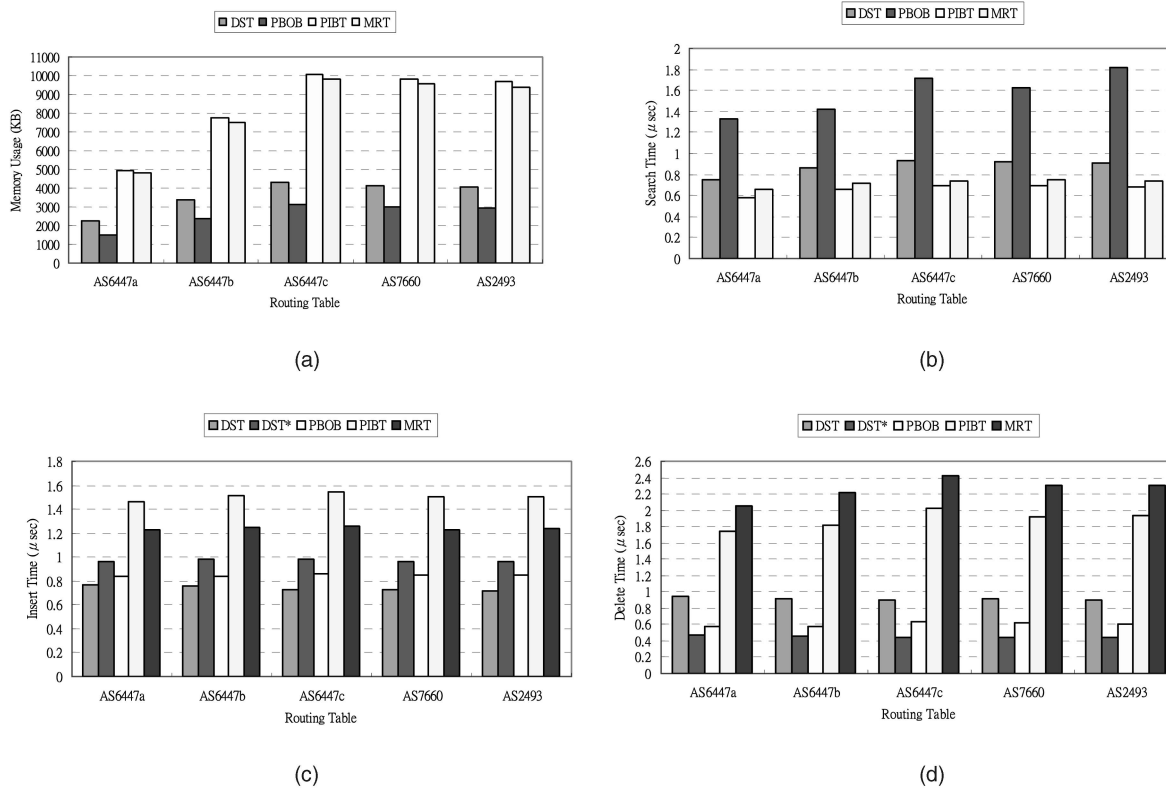 DST PBOB PIBT MRT
Memory Usage (KB)
11000
10000
9000
8000
7000
6000
5000
4000
3000
2000
1000
0
AS6447a AS6447b AS6447c AS7660 AS2493
Routing Table
(a)
DST PBOB PIBT MRT
Search Time (μsec)
2
1.8
1.6
1.4
1.2
1
0.8
0.6
0.4
0.2
0
AS6447a AS6447b AS6447c AS7660 AS2493
Routing Table
(b)
DST DST* PBOB PIBT MRT
Insert Time (μsec)
1.8
1.6
1.4
1.2
1
0.8
0.6
0.4
0.2
0
AS6447a AS6447b AS6447c AS7660 AS2493
Routing Table
(c)
DST DST* PBOB PIBT MRT
Delete Time (μsec)
2.6
2.4
2.2
2
1.8
1.6
1.4
1.2
1
0.8
0.6
0.4
0.2
0
AS6447a AS6447b AS6447c AS7660 AS2493
Routing Table
(d)